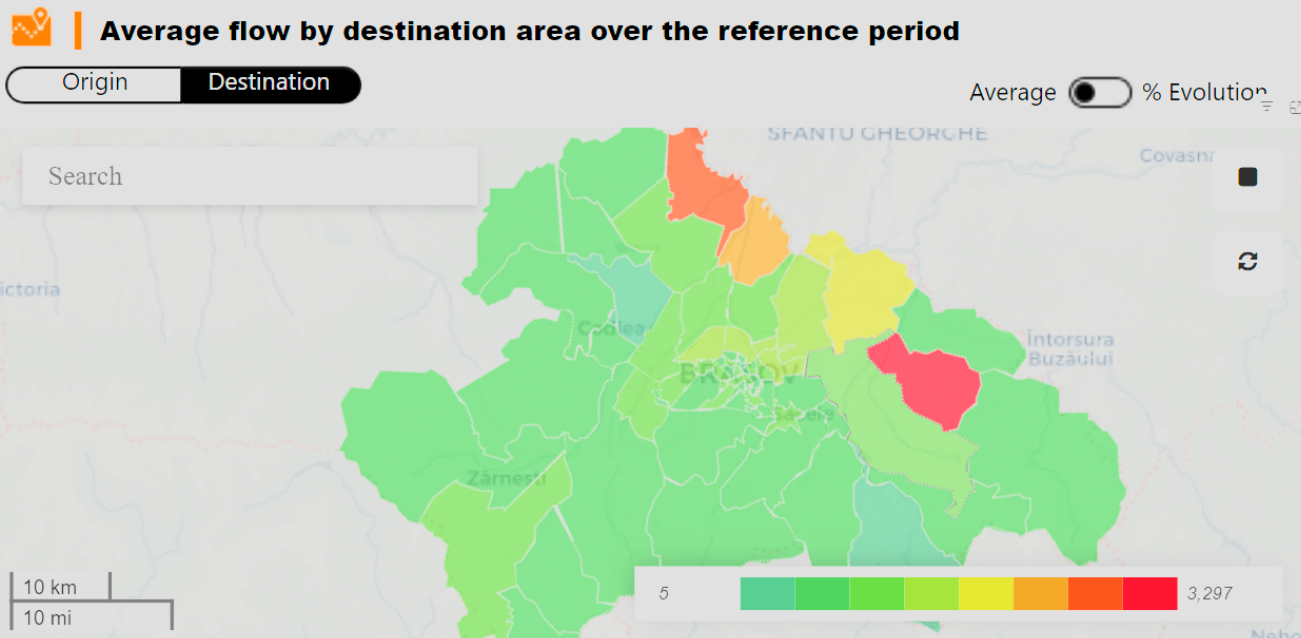 Average flow by destination area over the reference period
Origin
Destination
Average
% Evolution
SFANTU GHEORGHE
Covasna
Search
ictoria
Codlea
Întorsura
Buzăului
BRAȘOV
Săcele
Zărnești
10 km
10 mi
5
3,297